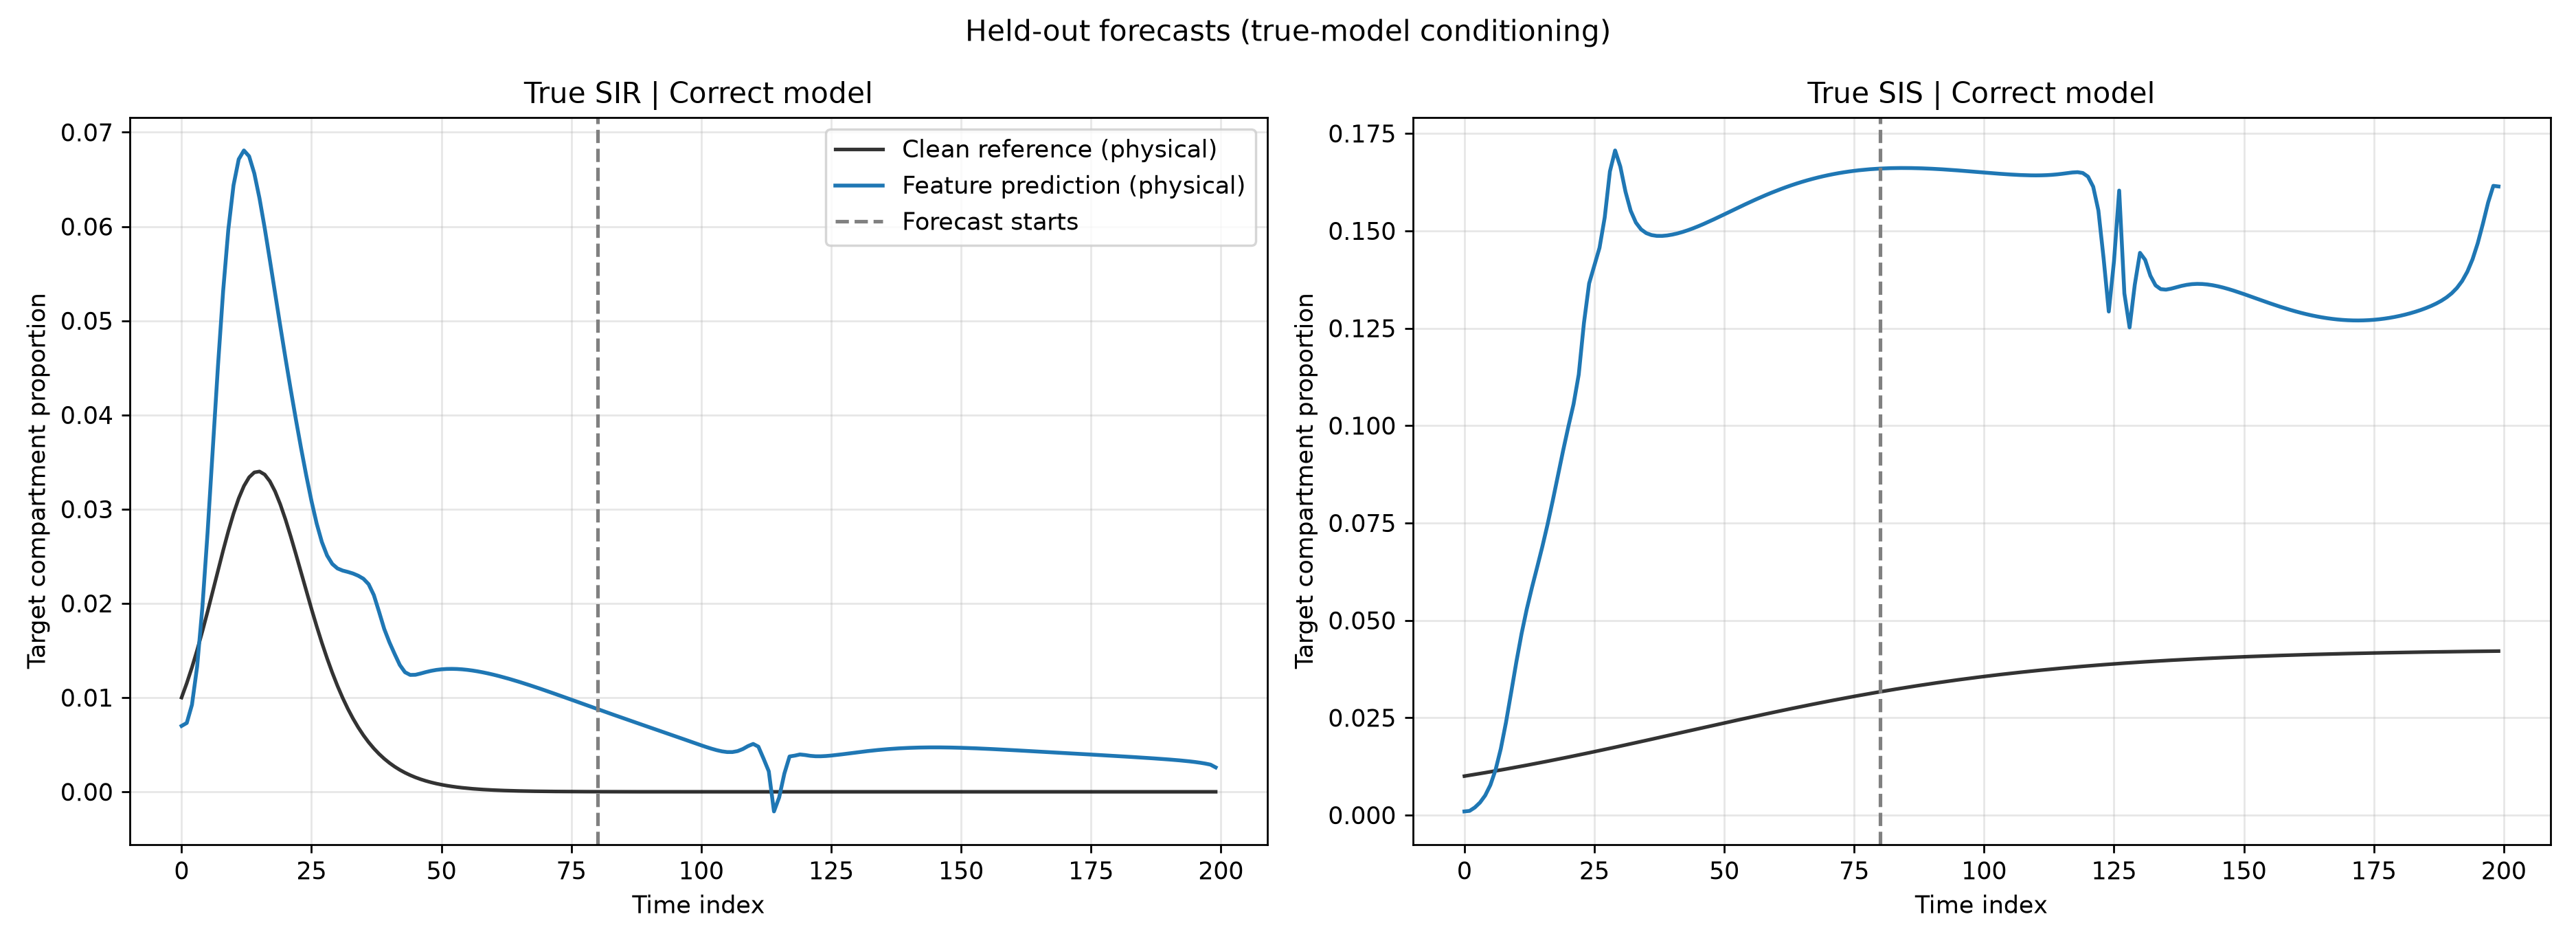 Held-out forecasts (true-model conditioning)
True SIR | Correct model
Target compartment proportion
0.07
0.06
0.05
0.04
0.03
0.02
0.01
0.00
Clean reference (physical)
Feature prediction (physical)
Forecast starts
0 25 50 75 100 125 150 175 200
Time index
True SIS | Correct model
Target compartment proportion
0.175
0.150
0.125
0.100
0.075
0.050
0.025
0.000
0 25 50 75 100 125 150 175 200
Time index